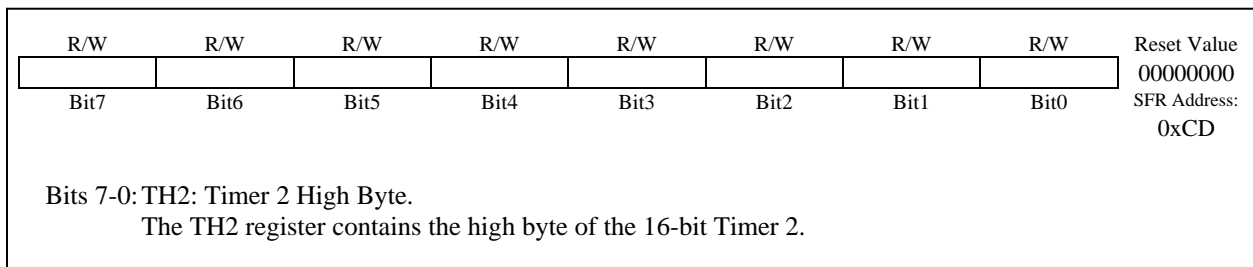 R/W R/W R/W R/W R/W R/W R/W R/W Reset Value
00000000
Bit7 Bit6 Bit5 Bit4 Bit3 Bit2 Bit1 Bit0 SFR Address:
0xCD
Bits 7-0: TH2: Timer 2 High Byte.
The TH2 register contains the high byte of the 16-bit Timer 2.